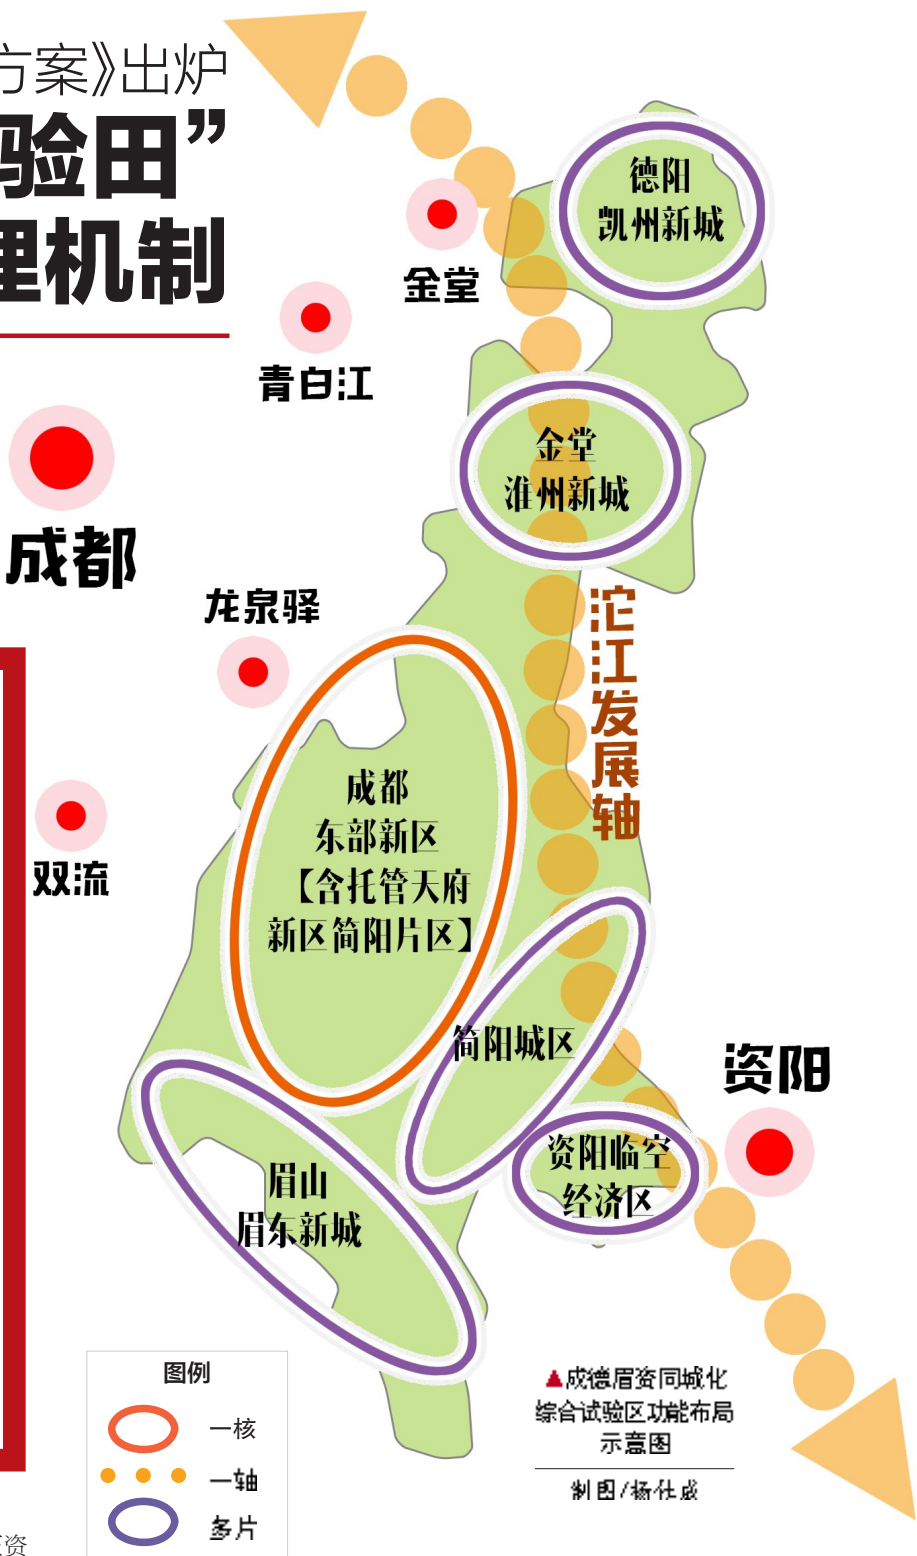 方案》出炉
验田”
理机制
德阳
凯州新城
金堂
青白江
金堂
淮州新城
成都
龙泉驿
沱江发展轴
成都
东部新区
【含托管天府
新区简阳片区】
双流
简阳城区
资阳
资阳临空
经济区
眉山
眉东新城
图例
一核
一轴
多片
▲成德眉资同城化
综合试验区功能布局
示意图
制图/杨仕成
资